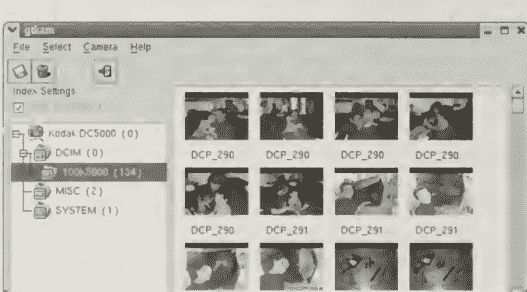 gtkam
File Select Camera Help
Index Settings
Kodak DC5000 (0)
DCIM (0)
100K5000 (134)
MISC (2)
SYSTEM (1)
DCP_290 DCP_290 DCP_290 DCP_290
DCP_290 DCP_291 DCP_291 DCP_291